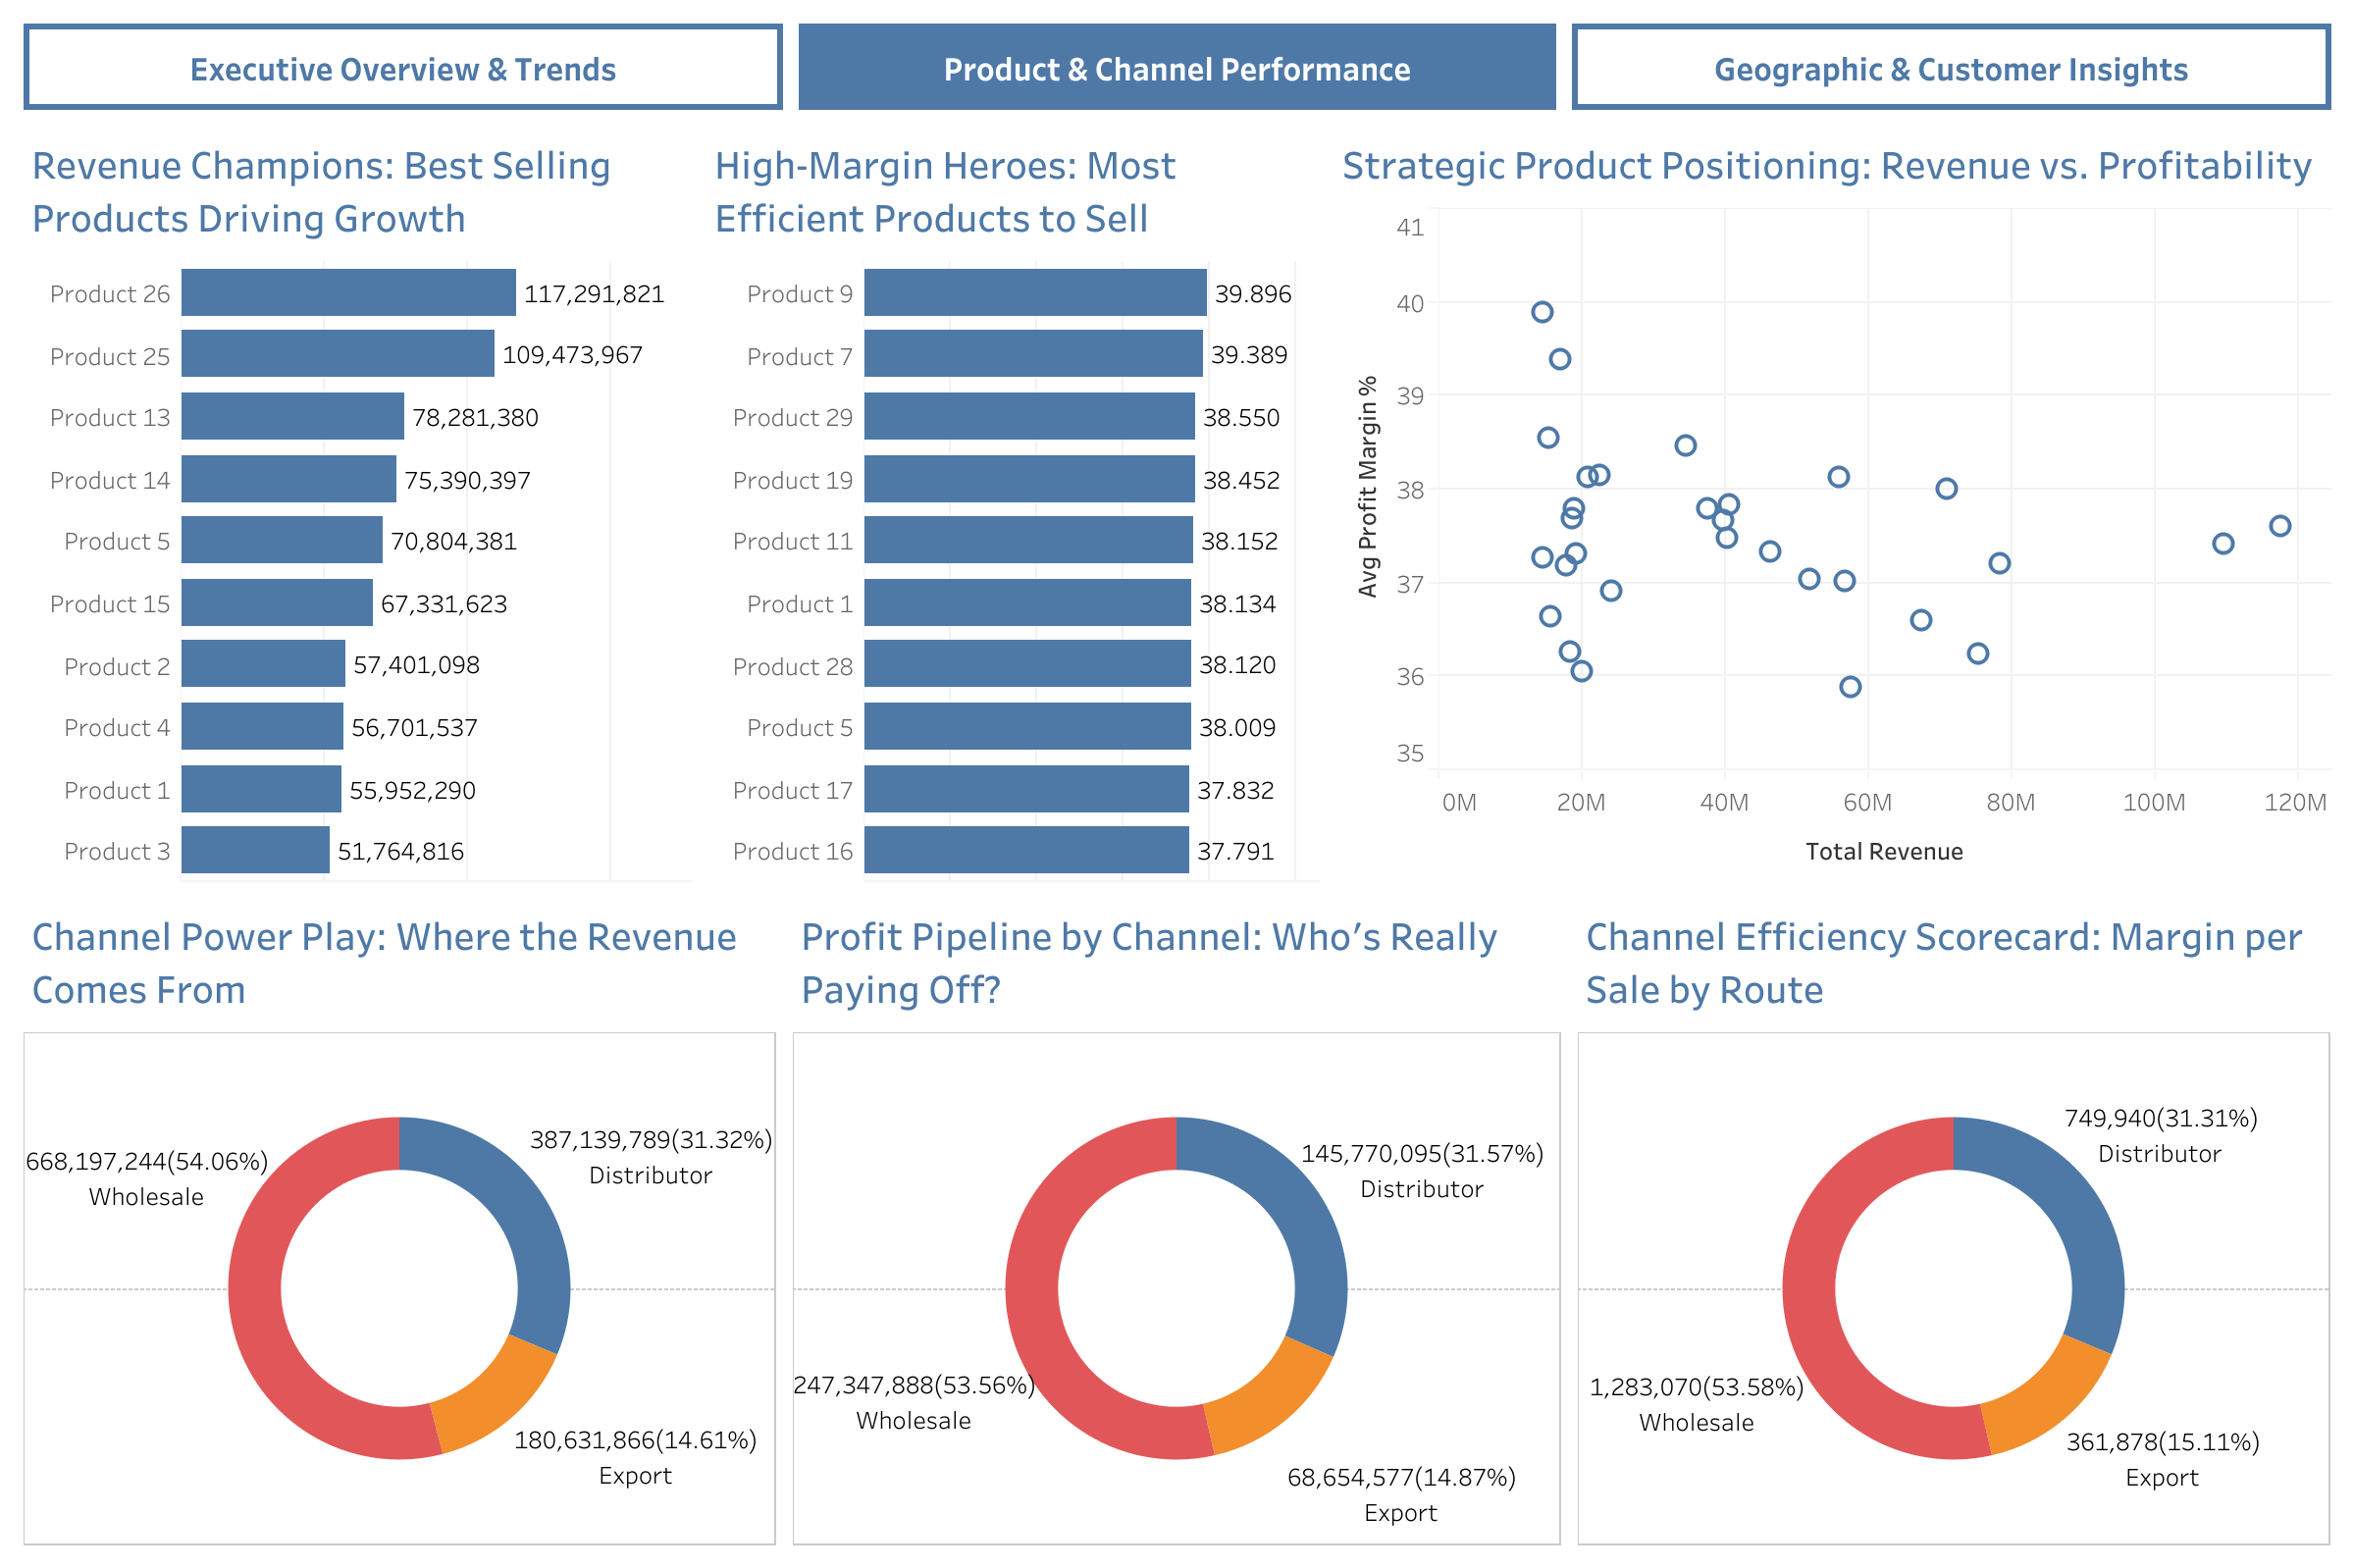 Executive Overview & Trends
Product & Channel Performance
Geographic & Customer Insights
Revenue Champions: Best Selling
Products Driving Growth
Product 26 117,291,821
Product 25 109,473,967
Product 13 78,281,380
Product 14 75,390,397
Product 5 70,804,381
Product 15 67,331,623
Product 2 57,401,098
Product 4 56,701,537
Product 1 55,952,290
Product 3 51,764,816
High-Margin Heroes: Most
Efficient Products to Sell
Product 9 39.896
Product 7 39.389
Product 29 38.550
Product 19 38.452
Product 11 38.152
Product 1 38.134
Product 28 38.120
Product 5 38.009
Product 17 37.832
Product 16 37.791
Strategic Product Positioning: Revenue vs. Profitability
Avg Profit Margin %
41
40
39
38
37
36
35
0M 20M 40M 60M 80M 100M 120M
Total Revenue
Channel Power Play: Where the Revenue
Comes From
387,139,789(31.32%)
Distributor
668,197,244(54.06%)
Wholesale
180,631,866(14.61%)
Export
Profit Pipeline by Channel: Who's Really
Paying Off?
145,770,095(31.57%)
Distributor
247,347,888(53.56%)
Wholesale
68,654,577(14.87%)
Export
Channel Efficiency Scorecard: Margin per
Sale by Route
749,940(31.31%)
Distributor
1,283,070(53.58%)
Wholesale
361,878(15.11%)
Export